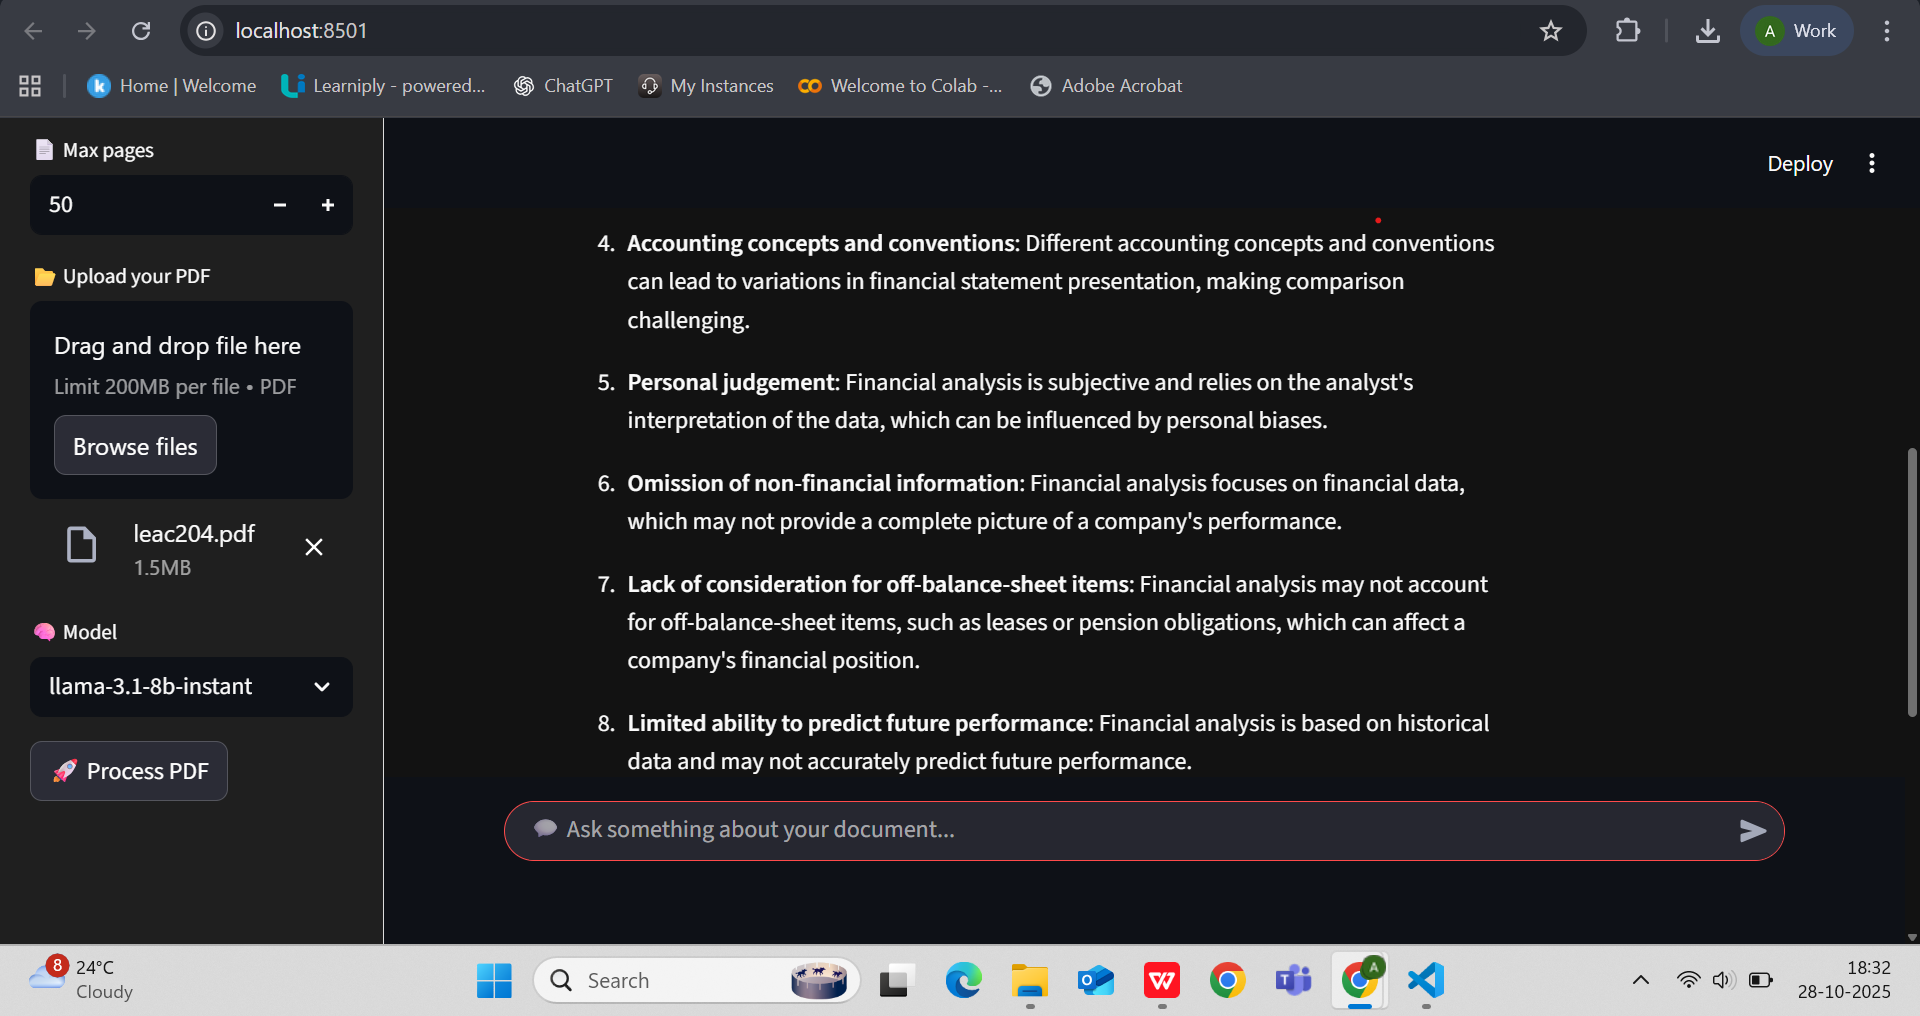 localhost:8501
A
Work
Home | Welcome
Learniply - powered...
ChatGPT
My Instances
Welcome to Colab -...
Adobe Acrobat
Max pages
50
Upload your PDF
Drag and drop file here
Limit 200MB per file • PDF
Browse files
leac204.pdf
1.5MB
Model
llama-3.1-8b-instant
Process PDF
Deploy
4. Accounting concepts and conventions: Different accounting concepts and conventions
can lead to variations in financial statement presentation, making comparison
challenging.
5. Personal judgement: Financial analysis is subjective and relies on the analyst's
interpretation of the data, which can be influenced by personal biases.
6. Omission of non-financial information: Financial analysis focuses on financial data,
which may not provide a complete picture of a company's performance.
7. Lack of consideration for off-balance-sheet items: Financial analysis may not account
for off-balance-sheet items, such as leases or pension obligations, which can affect a
company's financial position.
8. Limited ability to predict future performance: Financial analysis is based on historical
data and may not accurately predict future performance.
Ask something about your document...
8
24°C
Cloudy
Search
A
18:32
28-10-2025